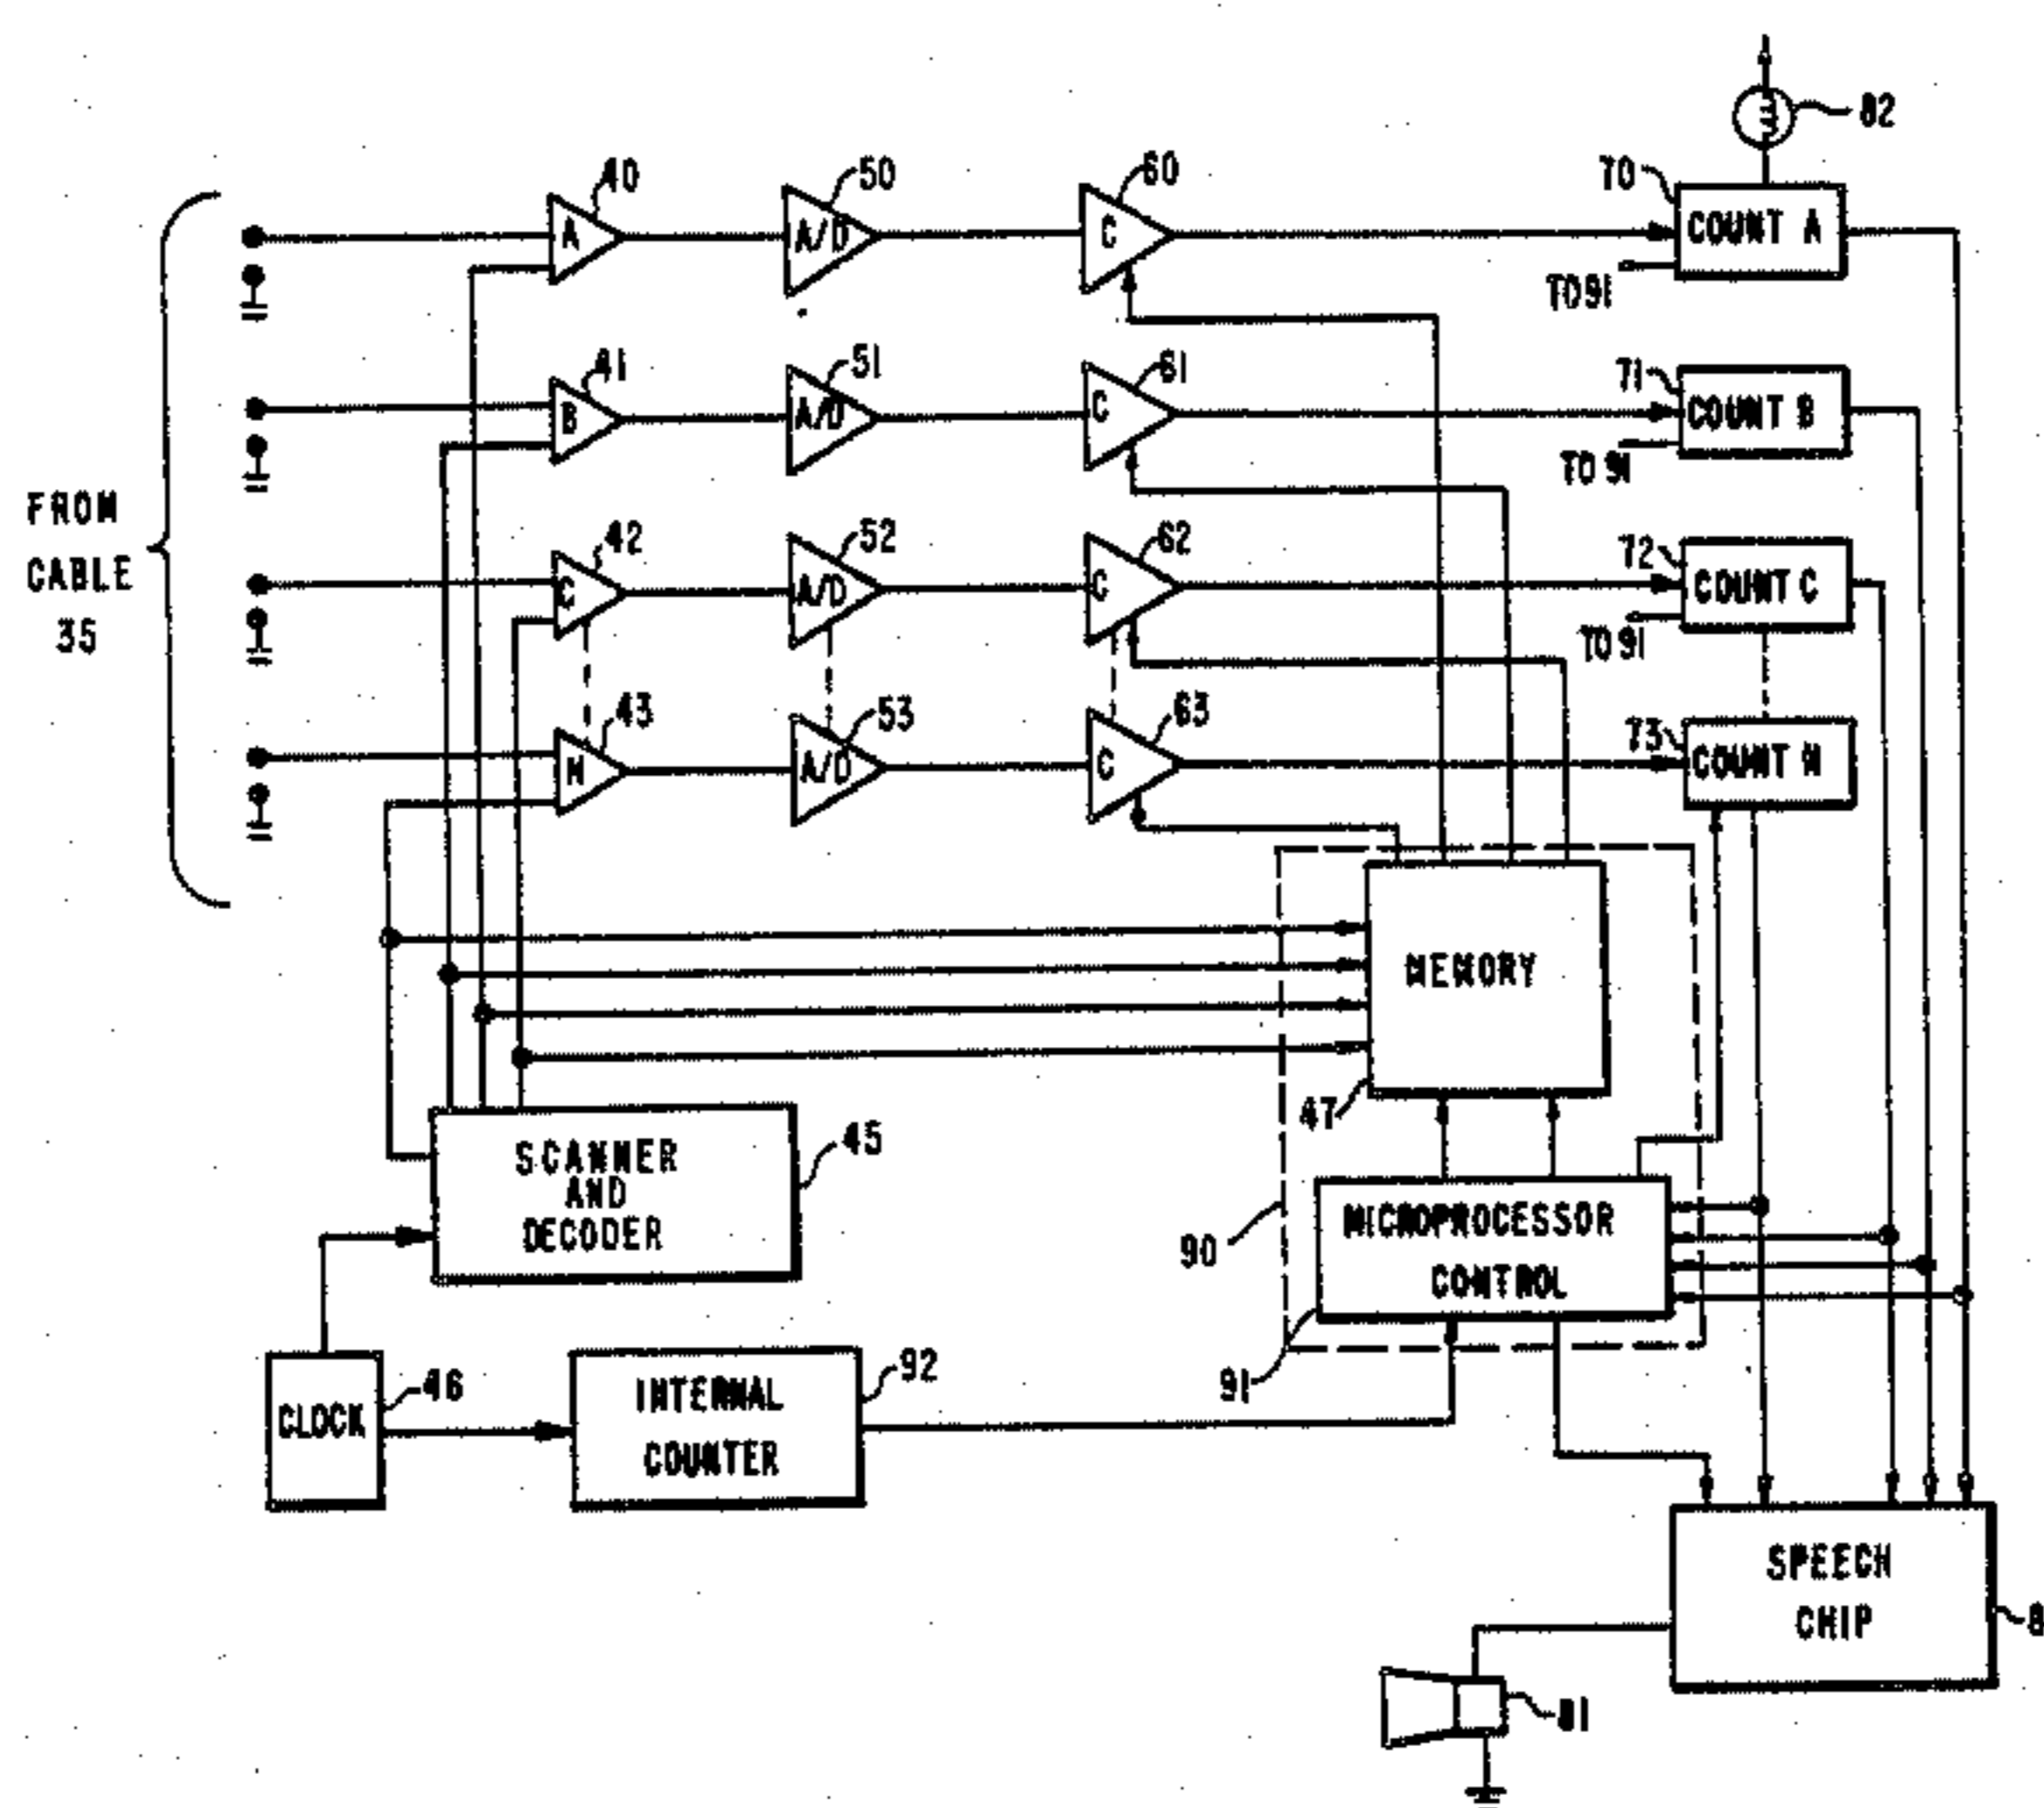 82
40
50
60
70
A
A/D
C
COUNT A
TO 91
41
51
61
71
B
A/D
C
COUNT B
TO 91
FROM
CABLE
35
42
52
62
72
C
A/D
C
COUNT C
TO 91
43
53
63
73
N
A/D
C
COUNT N
MEMORY
47
SCANNER
AND
DECODER
45
90
MICROPROCESSOR
CONTROL
91
CLOCK
46
INTERNAL
COUNTER
92
SPEECH
CHIP
8
81